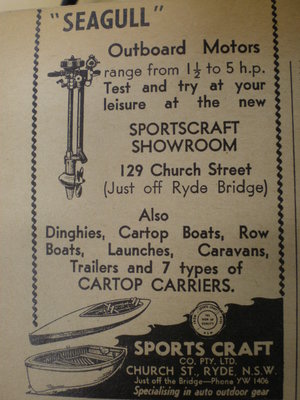 "SEAGULL"
Outboard Motors
range from 1½ to 5 h.p.
Test and try at your
leisure at the new
SPORTSCRAFT
SHOWROOM
129 Church Street
(Just off Ryde Bridge)
Also
Dinghies, Cartop Boats, Row
Boats, Launches, Caravans,
Trailers and 7 types of
CARTOP CARRIERS.
SPORTS CRAFT
CO. PTY. LTD.
CHURCH ST., RYDE, N.S.W.
Just off the Bridge—Phone YW 1406
Specialising in auto outdoor gear